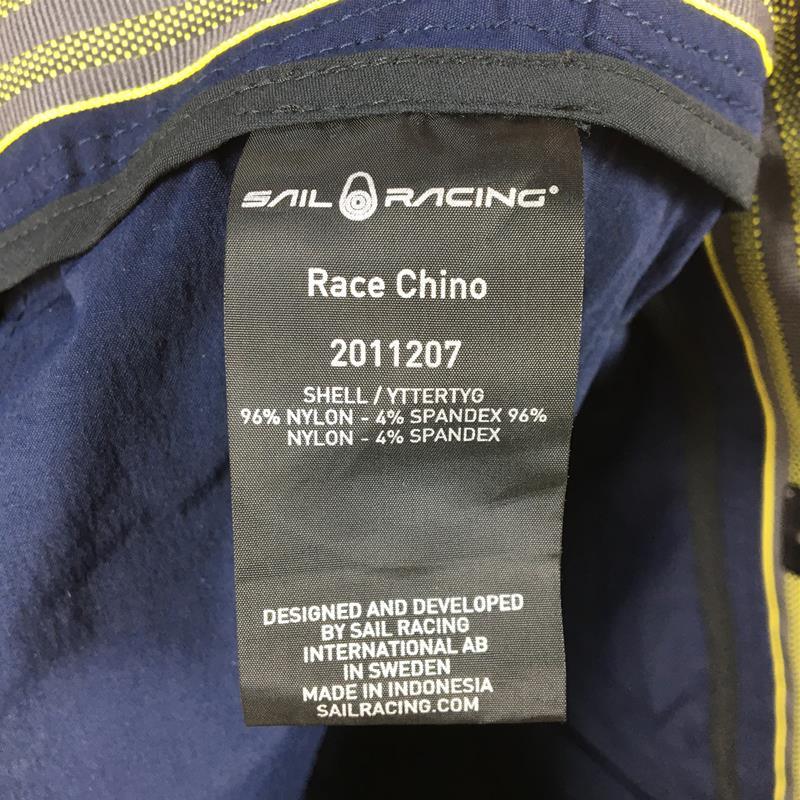 SAIL RACING®
Race Chino
2011207
SHELL / YTTERTYG
96% NYLON - 4% SPANDEX 96%
NYLON - 4% SPANDEX
DESIGNED AND DEVELOPED
BY SAIL RACING
INTERNATIONAL AB
IN SWEDEN
MADE IN INDONESIA
SAILRACING.COM